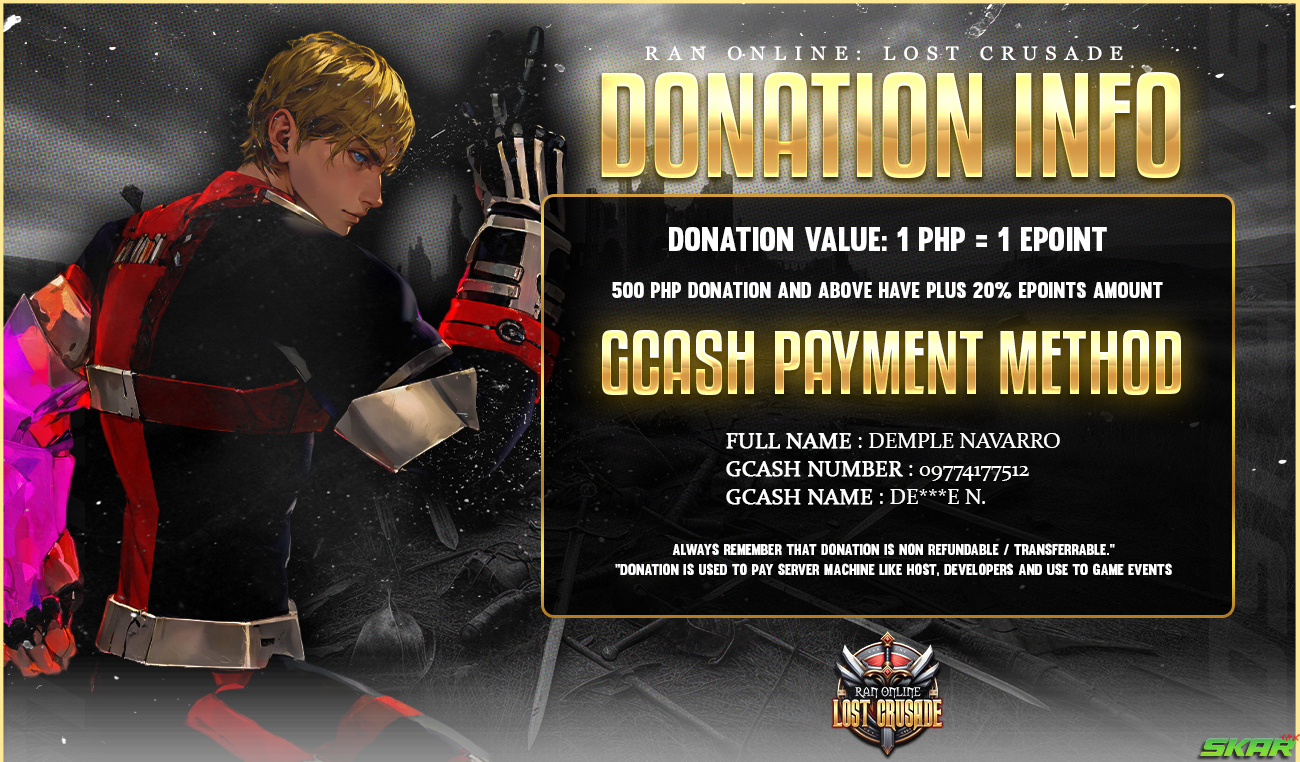 RAN ONLINE: LOST CRUSADE
DONATION INFO
DONATION VALUE: 1 PHP = 1 EPOINT
500 PHP DONATION AND ABOVE HAVE PLUS 20% EPOINTS AMOUNT
GCASH PAYMENT METHOD
FULL NAME : DEMPLE NAVARRO
GCASH NUMBER : 09774177512
GCASH NAME : DE***E N.
ALWAYS REMEMBER THAT DONATION IS NON REFUNDABLE / TRANSFERRABLE."
"DONATION IS USED TO PAY SERVER MACHINE LIKE HOST, DEVELOPERS AND USE TO GAME EVENTS
RAN ONLINE
LOST CRUSADE
SKAR